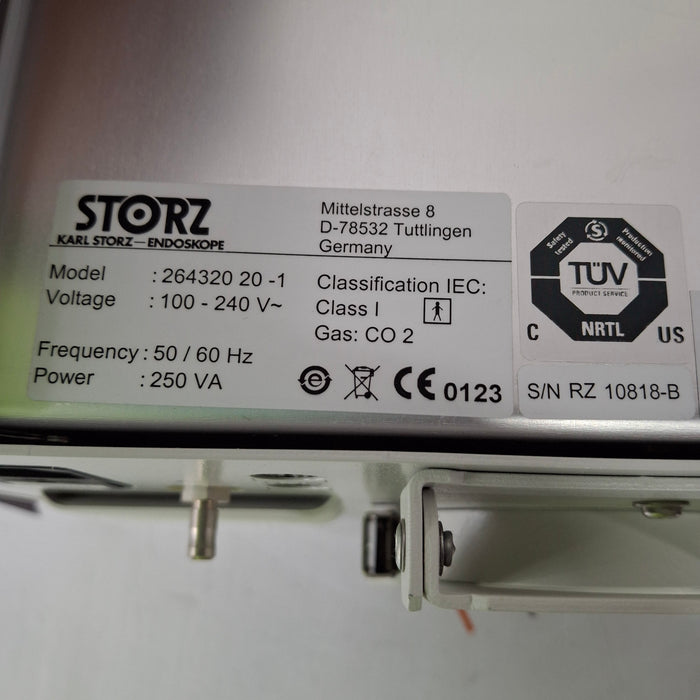 STORZ
KARL STORZ—ENDOSKOPE
Mittelstrasse 8
D-78532 Tuttlingen
Germany
Model : 264320 20 -1
Voltage : 100 - 240 V~
Frequency : 50 / 60 Hz
Power : 250 VA
Classification IEC:
Class I
Gas: CO 2
e
CE 0123
Safety tested
S
Production monitored
TÜV
PRODUCT SERVICE
NRTL
C US
S/N RZ 10818-B